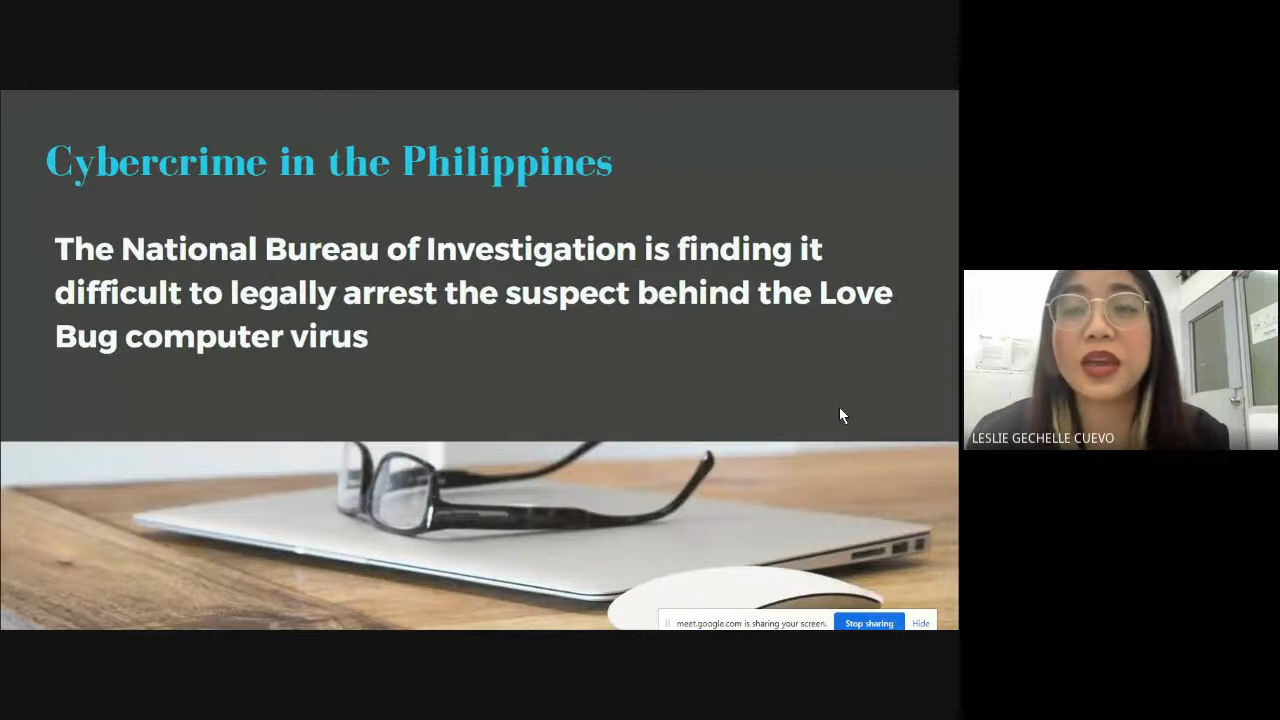 Cybercrime in the Philippines
The National Bureau of Investigation is finding it
difficult to legally arrest the suspect behind the Love
Bug computer virus
LESLIE GECHELLE CUEVO
meet.google.com is sharing your screen.
Stop sharing
Hide